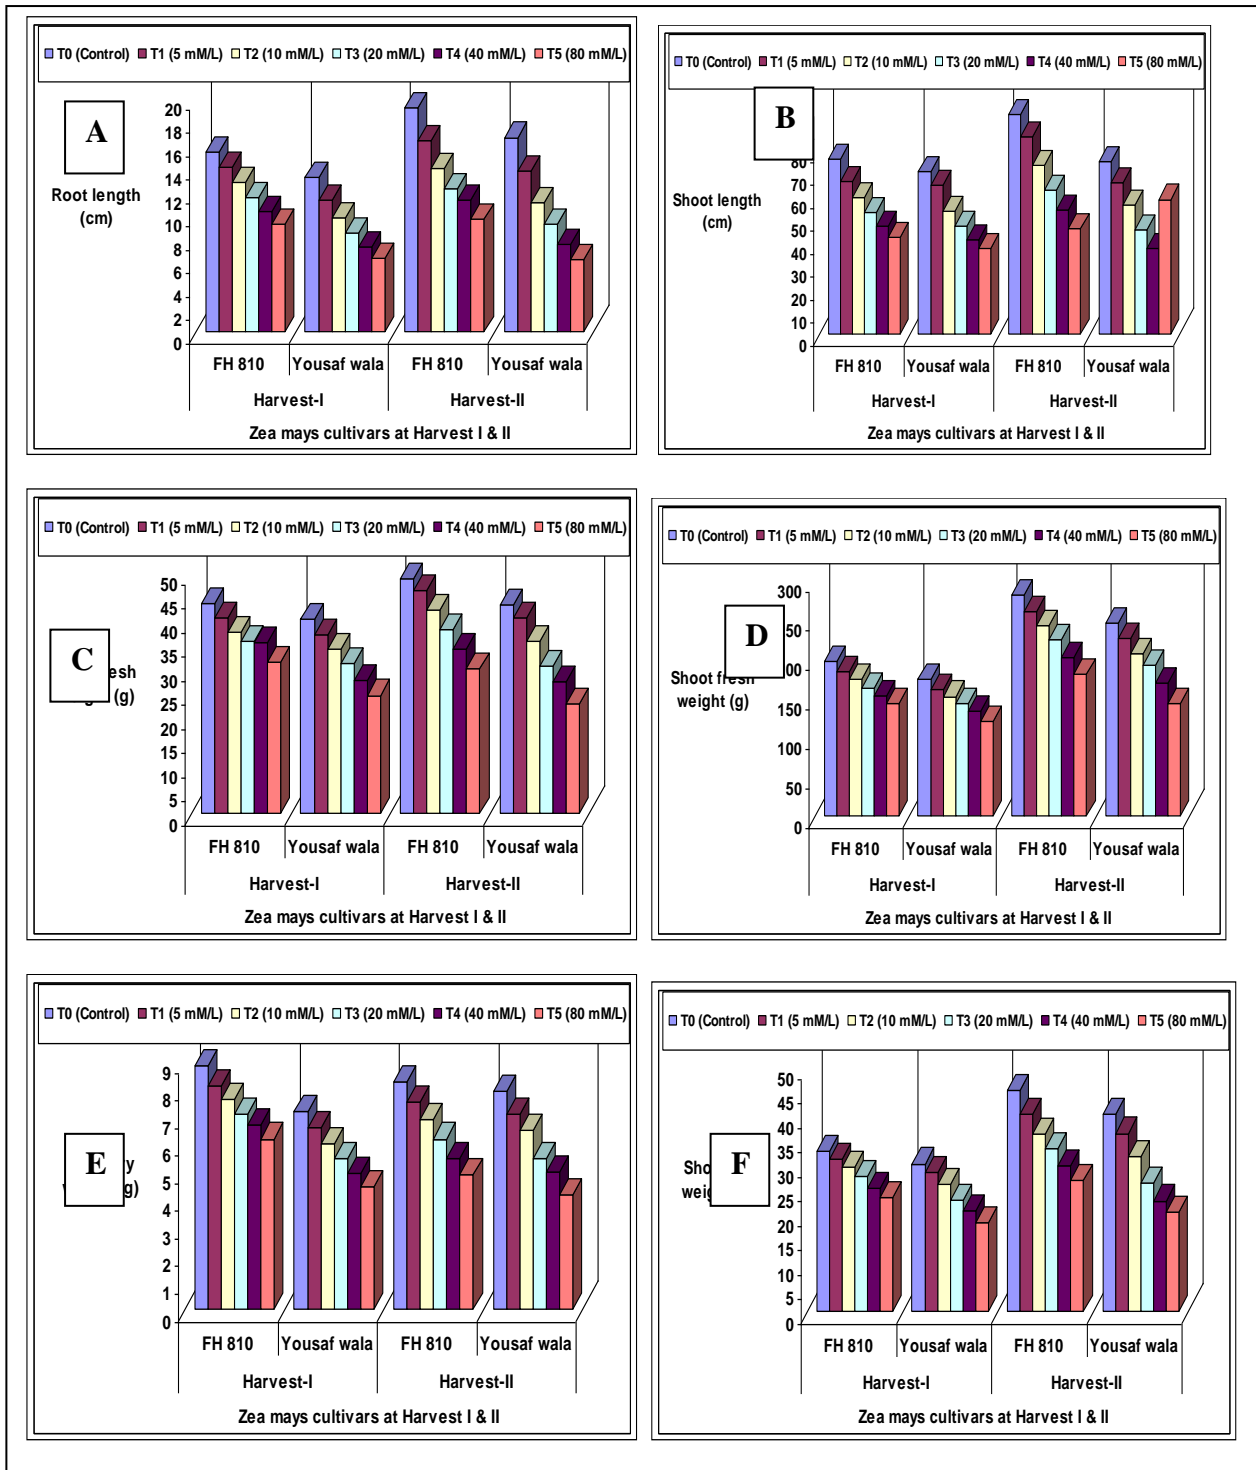 T0 (Control) T1 (5 mM/L) T2 (10 mM/L) T3 (20 mM/L) T4 (40 mM/L) T5 (80 mM/L)
A
Root length
(cm)
20
18
16
14
12
10
8
6
4
2
0
FH 810 Yousaf wala FH 810 Yousaf wala
Harvest-I Harvest-II
Zea mays cultivars at Harvest I & II
T0 (Control) T1 (5 mM/L) T2 (10 mM/L) T3 (20 mM/L) T4 (40 mM/L) T5 (80 mM/L)
B
Shoot length
(cm)
80
70
60
50
40
30
20
10
0
FH 810 Yousaf wala FH 810 Yousaf wala
Harvest-I Harvest-II
Zea mays cultivars at Harvest I & II
T0 (Control) T1 (5 mM/L) T2 (10 mM/L) T3 (20 mM/L) T4 (40 mM/L) T5 (80 mM/L)
C
esh
(g)
50
45
40
35
30
25
20
15
10
5
0
FH 810 Yousaf wala FH 810 Yousaf wala
Harvest-I Harvest-II
Zea mays cultivars at Harvest I & II
T0 (Control) T1 (5 mM/L) T2 (10 mM/L) T3 (20 mM/L) T4 (40 mM/L) T5 (80 mM/L)
D
Shoot fresh
weight (g)
300
50
00
150
100
50
0
FH 810 Yousaf wala FH 810 Yousaf wala
Harvest-I Harvest-II
Zea mays cultivars at Harvest I & II
T0 (Control) T1 (5 mM/L) T2 (10 mM/L) T3 (20 mM/L) T4 (40 mM/L) T5 (80 mM/L)
E
y
g)
9
8
7
6
5
4
3
2
1
0
FH 810 Yousaf wala FH 810 Yousaf wala
Harvest-I Harvest-II
Zea mays cultivars at Harvest I & II
T0 (Control) T1 (5 mM/L) T2 (10 mM/L) T3 (20 mM/L) T4 (40 mM/L) T5 (80 mM/L)
F
Sho
weig
50
45
40
35
30
25
20
15
10
5
0
FH 810 Yousaf wala FH 810 Yousaf wala
Harvest-I Harvest-II
Zea mays cultivars at Harvest I & II